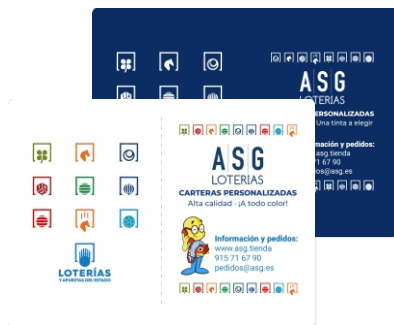 ASG
LOTERIAS
PERSONALIZADAS
Una tinta a elegir
mación y pedidos:
.asg.tienda
71 67 90
dos@asg.es
ASG
LOTERIAS
CARTERAS PERSONALIZADAS
Alta calidad - ¡A todo color!
Información y pedidos:
www.asg.tienda
915 71 67 90
pedidos@asg.es
LOTERÍAS
Y APUESTAS DEL ESTADO